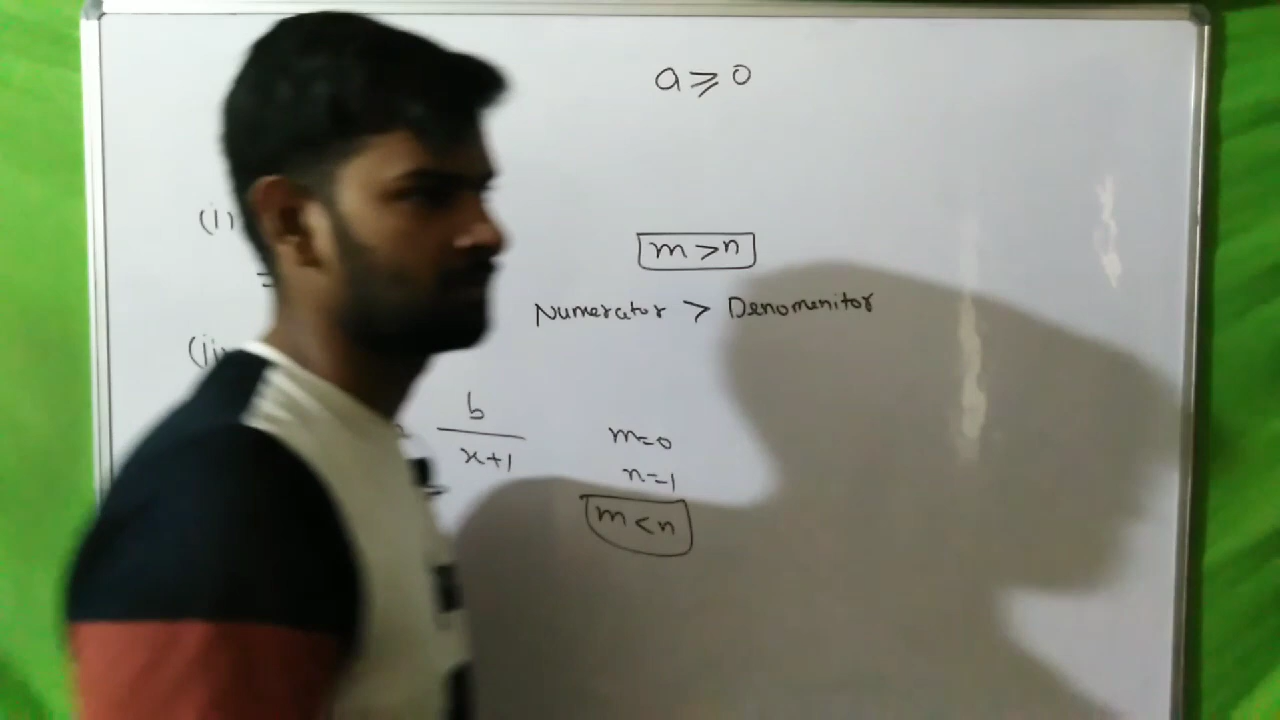 a ⩾ 0
(i)
m > n
Numerator > Denomenitor
(ii)
b
x+1
m=0
n=1
m < n